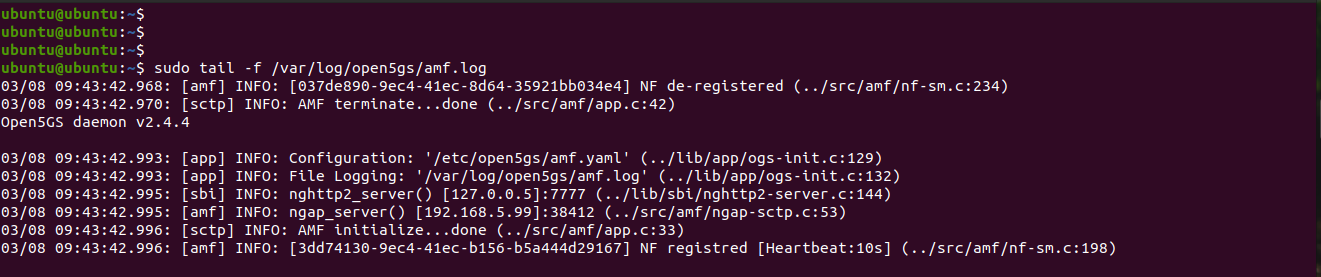 ubuntu@ubuntu:~$
ubuntu@ubuntu:~$
ubuntu@ubuntu:~$
ubuntu@ubuntu:~$ sudo tail -f /var/log/open5gs/amf.log
03/08 09:43:42.968: [amf] INFO: [037de890-9ec4-41ec-8d64-35921bb034e4] NF de-registered (../src/amf/nf-sm.c:234)
03/08 09:43:42.970: [sctp] INFO: AMF terminate...done (../src/amf/app.c:42)
Open5GS daemon v2.4.4
03/08 09:43:42.993: [app] INFO: Configuration: '/etc/open5gs/amf.yaml' (../lib/app/ogs-init.c:129)
03/08 09:43:42.993: [app] INFO: File Logging: '/var/log/open5gs/amf.log' (../lib/app/ogs-init.c:132)
03/08 09:43:42.995: [sbi] INFO: nghttp2_server() [127.0.0.5]:7777 (../lib/sbi/nghttp2-server.c:144)
03/08 09:43:42.995: [amf] INFO: ngap_server() [192.168.5.99]:38412 (../src/amf/ngap-sctp.c:53)
03/08 09:43:42.996: [sctp] INFO: AMF initialize...done (../src/amf/app.c:33)
03/08 09:43:42.996: [amf] INFO: [3dd74130-9ec4-41ec-b156-b5a444d29167] NF registred [Heartbeat:10s] (../src/amf/nf-sm.c:198)